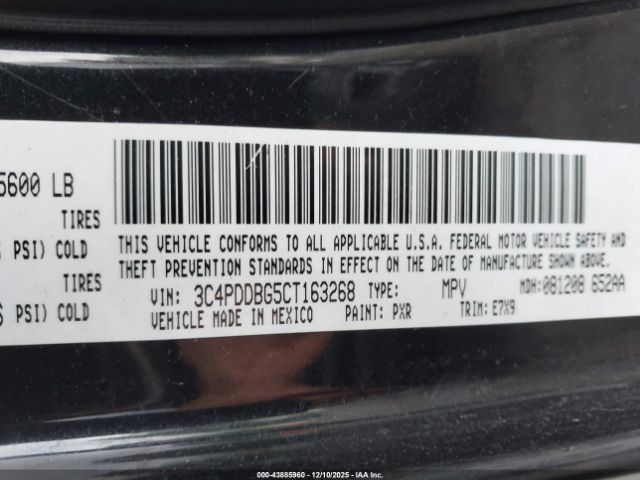 5600 LB
TIRES
PSI) COLD
TIRES
PSI) COLD
THIS VEHICLE CONFORMS TO ALL APPLICABLE U.S.A. FEDERAL MOTOR VEHICLE SAFETY AND
THEFT PREVENTION STANDARDS IN EFFECT ON THE DATE OF MANUFACTURE SHOWN ABOVE.
VIN: 3C4PDDBG5CT163268 TYPE: MPV MDH: 081208 652AA
VEHICLE MADE IN MEXICO PAINT: PXR TRIM: E7X9
000-43885960 - 12/10/2025 - IAA Inc.